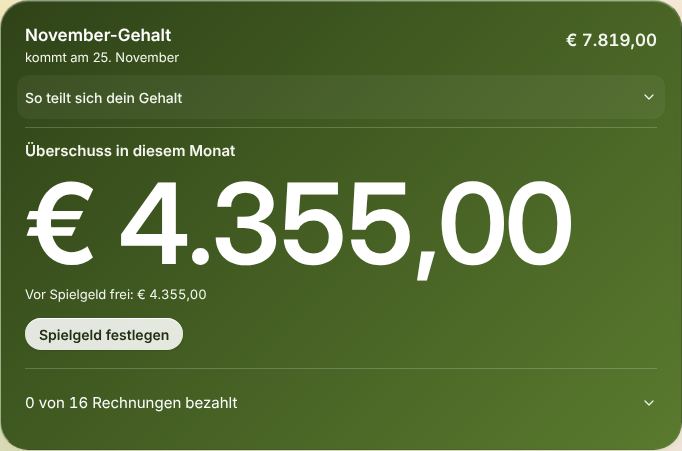 November-Gehalt
€ 7.819,00
kommt am 25. November
So teilt sich dein Gehalt
Überschuss in diesem Monat
€ 4.355,00
Vor Spielgeld frei: € 4.355,00
Spielgeld festlegen
0 von 16 Rechnungen bezahlt